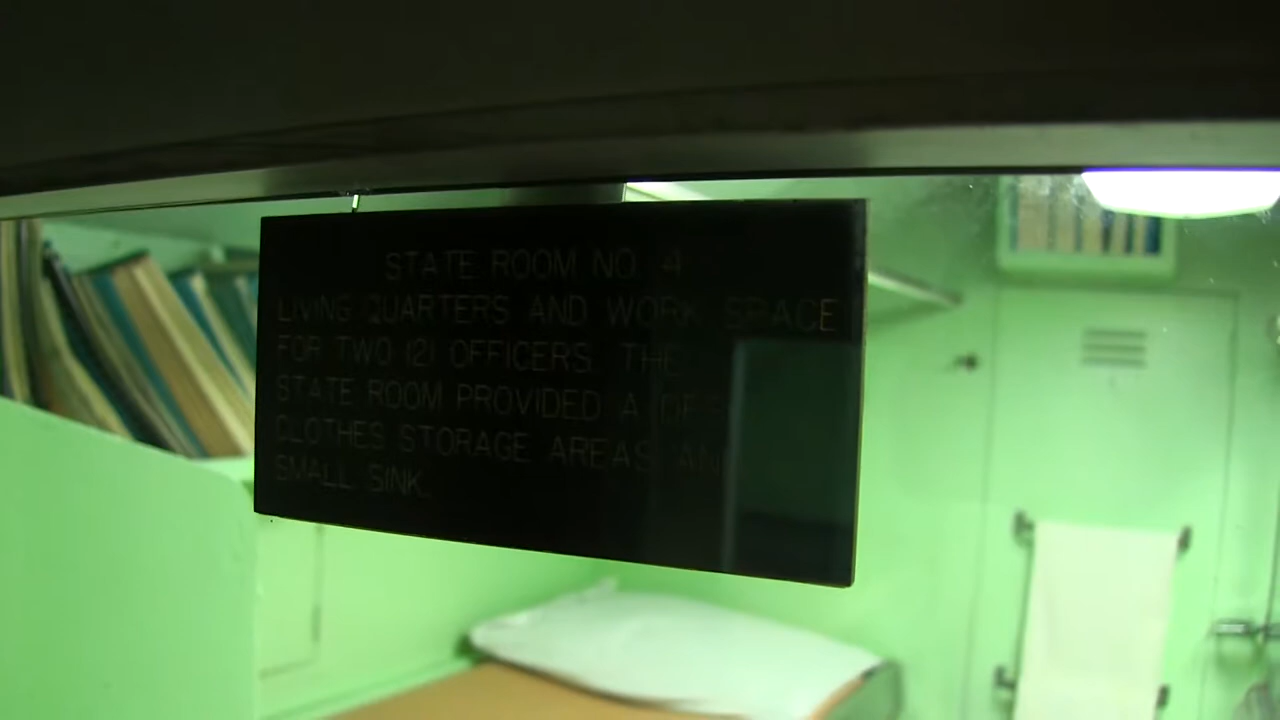 STATE ROOM NO. 4
LIVING QUARTERS AND WORK SPACE
FOR TWO (2) OFFICERS. THE
STATE ROOM PROVIDED A
CLOTHES STORAGE AREAS
SMALL SINK.